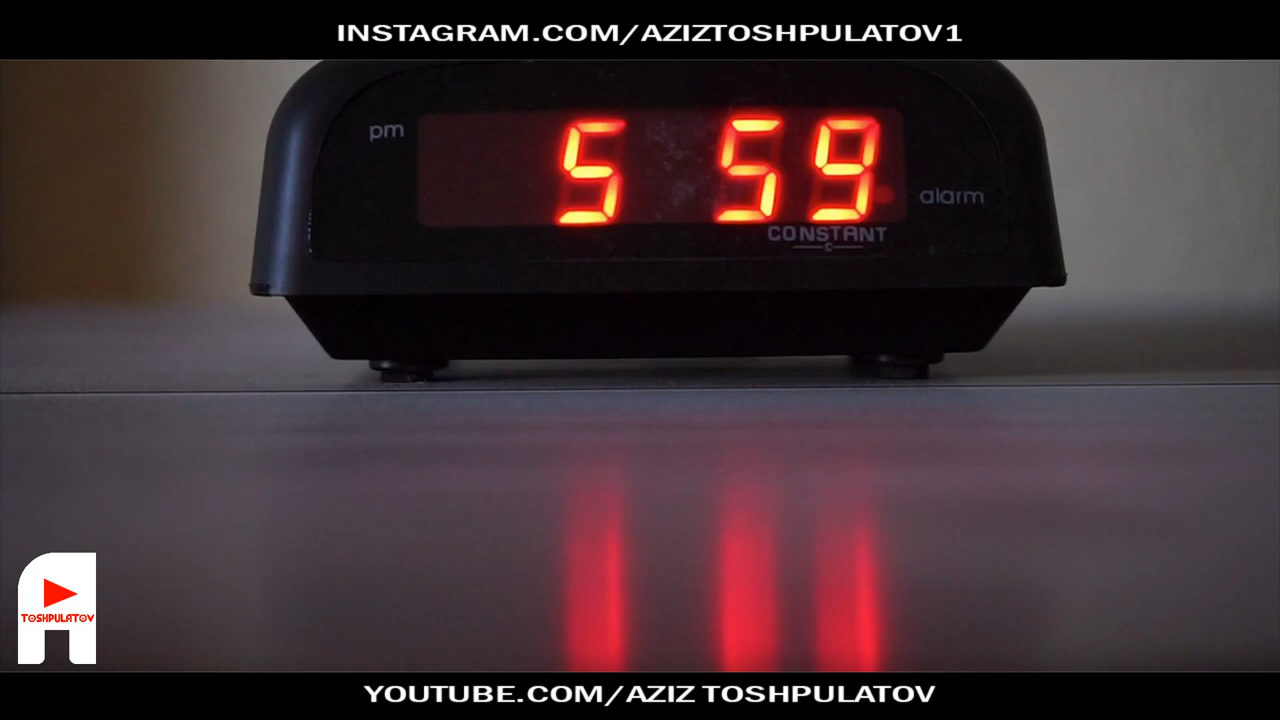 INSTAGRAM.COM/AZIZTOSHPULATOV1
pm
5 59
alarm
CONSTANT
C
TOSHPULATOV
YOUTUBE.COM/AZIZ TOSHPULATOV